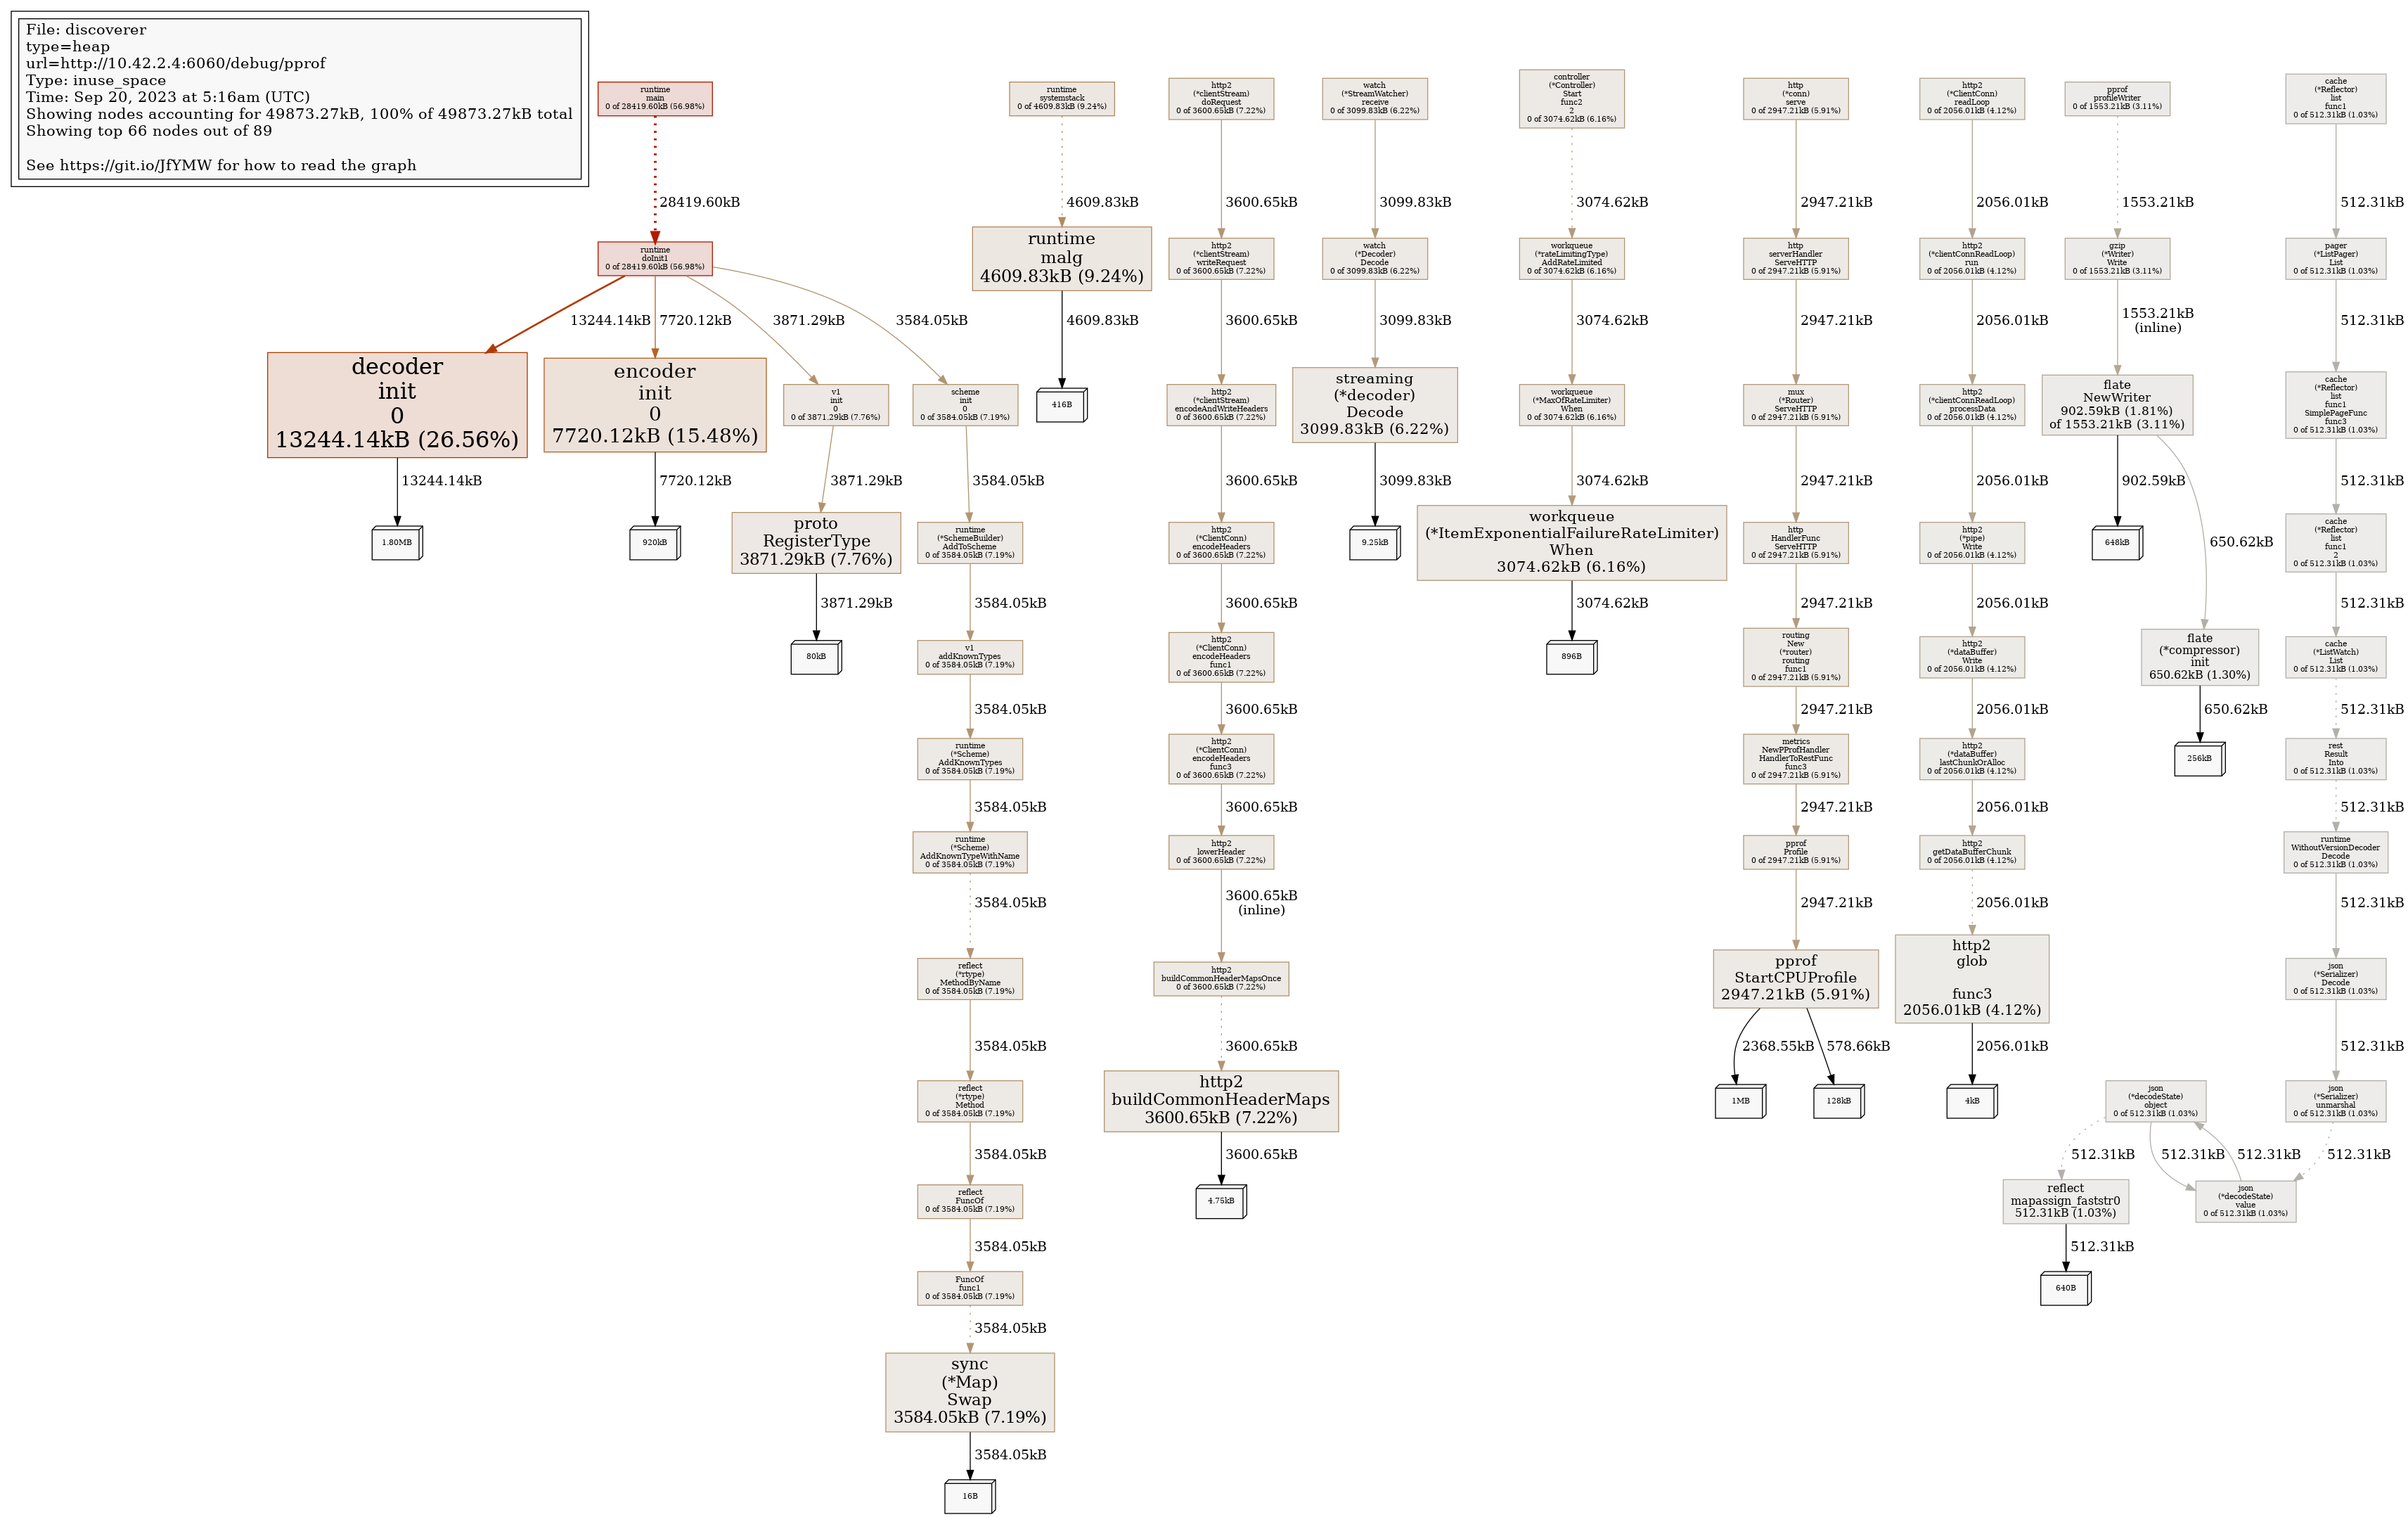 File: discoverer
type=heap
url=http://10.42.2.4:6060/debug/pprof
Type: inuse_space
Time: Sep 20, 2023 at 5:16am (UTC)
Showing nodes accounting for 49873.27kB, 100% of 49873.27kB total
Showing top 66 nodes out of 89
See https://git.io/JfYMW for how to read the graph
runtime
main
0 of 28419.60kB (56.98%)
28419.60kB
runtime
doInit1
0 of 28419.60kB (56.98%)
13244.14kB
7720.12kB
3871.29kB
3584.05kB
decoder
init
0
13244.14kB (26.56%)
13244.14kB
1.80MB
encoder
init
0
7720.12kB (15.48%)
7720.12kB
920kB
v1
init
0
0 of 3871.29kB (7.76%)
3871.29kB
proto
RegisterType
3871.29kB (7.76%)
3871.29kB
80kB
scheme
init
0
0 of 3584.05kB (7.19%)
3584.05kB
runtime
(*SchemeBuilder)
AddToScheme
0 of 3584.05kB (7.19%)
3584.05kB
v1
addKnownTypes
0 of 3584.05kB (7.19%)
3584.05kB
runtime
(*Scheme)
AddKnownTypes
0 of 3584.05kB (7.19%)
3584.05kB
runtime
(*Scheme)
AddKnownTypeWithName
0 of 3584.05kB (7.19%)
3584.05kB
reflect
(*rtype)
MethodByName
0 of 3584.05kB (7.19%)
3584.05kB
reflect
(*rtype)
Method
0 of 3584.05kB (7.19%)
3584.05kB
reflect
FuncOf
0 of 3584.05kB (7.19%)
3584.05kB
FuncOf
func1
0 of 3584.05kB (7.19%)
3584.05kB
sync
(*Map)
Swap
3584.05kB (7.19%)
3584.05kB
16B
runtime
systemstack
0 of 4609.83kB (9.24%)
4609.83kB
runtime
malg
4609.83kB (9.24%)
4609.83kB
416B
http2
(*clientStream)
doRequest
0 of 3600.65kB (7.22%)
3600.65kB
http2
(*clientStream)
writeRequest
0 of 3600.65kB (7.22%)
3600.65kB
http2
(*clientStream)
encodeAndWriteHeaders
0 of 3600.65kB (7.22%)
3600.65kB
http2
(*ClientConn)
encodeHeaders
0 of 3600.65kB (7.22%)
3600.65kB
http2
(*ClientConn)
encodeHeaders
func1
0 of 3600.65kB (7.22%)
3600.65kB
http2
(*ClientConn)
encodeHeaders
func3
0 of 3600.65kB (7.22%)
3600.65kB
http2
lowerHeader
0 of 3600.65kB (7.22%)
3600.65kB
(inline)
http2
buildCommonHeaderMapsOnce
0 of 3600.65kB (7.22%)
3600.65kB
http2
buildCommonHeaderMaps
3600.65kB (7.22%)
3600.65kB
4.75kB
watch
(*StreamWatcher)
receive
0 of 3099.83kB (6.22%)
3099.83kB
watch
(*Decoder)
Decode
0 of 3099.83kB (6.22%)
3099.83kB
streaming
(*decoder)
Decode
3099.83kB (6.22%)
3099.83kB
9.25kB
controller
(*Controller)
Start
func2
2
0 of 3074.62kB (6.16%)
3074.62kB
workqueue
(*rateLimitingType)
AddRateLimited
0 of 3074.62kB (6.16%)
3074.62kB
workqueue
(*MaxOfRateLimiter)
When
0 of 3074.62kB (6.16%)
3074.62kB
workqueue
(*ItemExponentialFailureRateLimiter)
When
3074.62kB (6.16%)
3074.62kB
896B
http
(*conn)
serve
0 of 2947.21kB (5.91%)
2947.21kB
http
serverHandler
ServeHTTP
0 of 2947.21kB (5.91%)
2947.21kB
mux
(*Router)
ServeHTTP
0 of 2947.21kB (5.91%)
2947.21kB
http
HandlerFunc
ServeHTTP
0 of 2947.21kB (5.91%)
2947.21kB
routing
New
(*router)
routing
func1
0 of 2947.21kB (5.91%)
2947.21kB
metrics
NewPProfHandler
HandlerToRestFunc
func3
0 of 2947.21kB (5.91%)
2947.21kB
pprof
Profile
0 of 2947.21kB (5.91%)
2947.21kB
pprof
StartCPUProfile
2947.21kB (5.91%)
2368.55kB
578.66kB
1MB
128kB
http2
(*ClientConn)
readLoop
0 of 2056.01kB (4.12%)
2056.01kB
http2
(*clientConnReadLoop)
run
0 of 2056.01kB (4.12%)
2056.01kB
http2
(*clientConnReadLoop)
processData
0 of 2056.01kB (4.12%)
2056.01kB
http2
(*pipe)
Write
0 of 2056.01kB (4.12%)
2056.01kB
http2
(*dataBuffer)
Write
0 of 2056.01kB (4.12%)
2056.01kB
http2
(*dataBuffer)
lastChunkOrAlloc
0 of 2056.01kB (4.12%)
2056.01kB
http2
getDataBufferChunk
0 of 2056.01kB (4.12%)
2056.01kB
http2
glob
func3
2056.01kB (4.12%)
2056.01kB
4kB
pprof
profileWriter
0 of 1553.21kB (3.11%)
1553.21kB
gzip
(*Writer)
Write
0 of 1553.21kB (3.11%)
1553.21kB
(inline)
flate
NewWriter
902.59kB (1.81%)
of 1553.21kB (3.11%)
902.59kB
648kB
650.62kB
flate
(*compressor)
init
650.62kB (1.30%)
650.62kB
256kB
cache
(*Reflector)
list
func1
0 of 512.31kB (1.03%)
512.31kB
pager
(*ListPager)
List
0 of 512.31kB (1.03%)
512.31kB
cache
(*Reflector)
list
func1
SimplePageFunc
func3
0 of 512.31kB (1.03%)
512.31kB
cache
(*Reflector)
list
func1
2
0 of 512.31kB (1.03%)
512.31kB
cache
(*ListWatch)
List
0 of 512.31kB (1.03%)
512.31kB
rest
Result
Into
0 of 512.31kB (1.03%)
512.31kB
runtime
WithoutVersionDecoder
Decode
0 of 512.31kB (1.03%)
512.31kB
json
(*Serializer)
Decode
0 of 512.31kB (1.03%)
512.31kB
json
(*Serializer)
unmarshal
0 of 512.31kB (1.03%)
512.31kB
json
(*decodeState)
object
0 of 512.31kB (1.03%)
512.31kB
512.31kB
512.31kB
json
(*decodeState)
value
0 of 512.31kB (1.03%)
reflect
mapassign_faststr0
512.31kB (1.03%)
512.31kB
640B